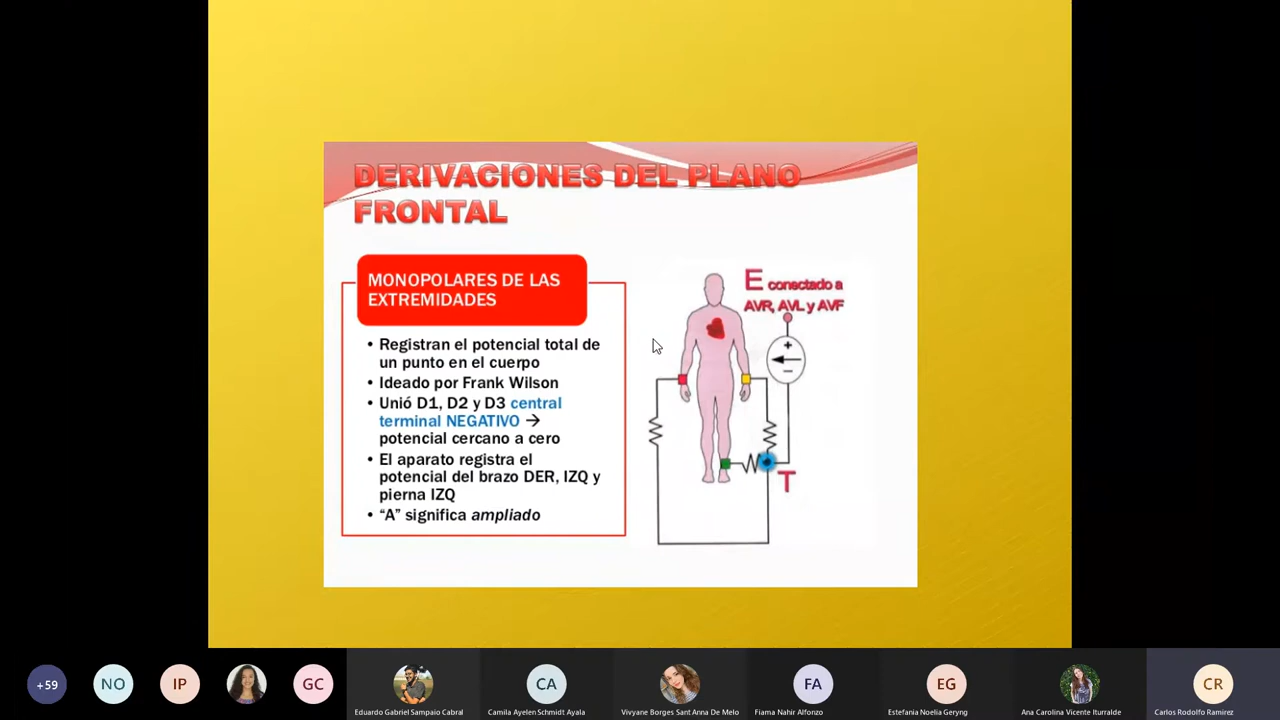 DERIVACIONES DEL PLANO
FRONTAL
MONOPOLARES DE LAS
EXTREMIDADES
• Registran el potencial total de
un punto en el cuerpo
• Ideado por Frank Wilson
• Unió D1, D2 y D3 central
terminal NEGATIVO →
potencial cercano a cero
• El aparato registra el
potencial del brazo DER, IZQ y
pierna IZQ
• “A” significa ampliado
E conectado a
AVR, AVL y AVF
+
−
T
+59
NO
IP
GC
Eduardo Gabriel Sampaio Cabral
CA
Camila Ayelen Schmidt Ayala
Vivyane Borges Sant Anna De Melo
FA
Fiama Nahir Alfonzo
EG
Estefania Noelia Geryng
Ana Carolina Vicente Iturralde
CR
Carlos Rodolfo Ramirez